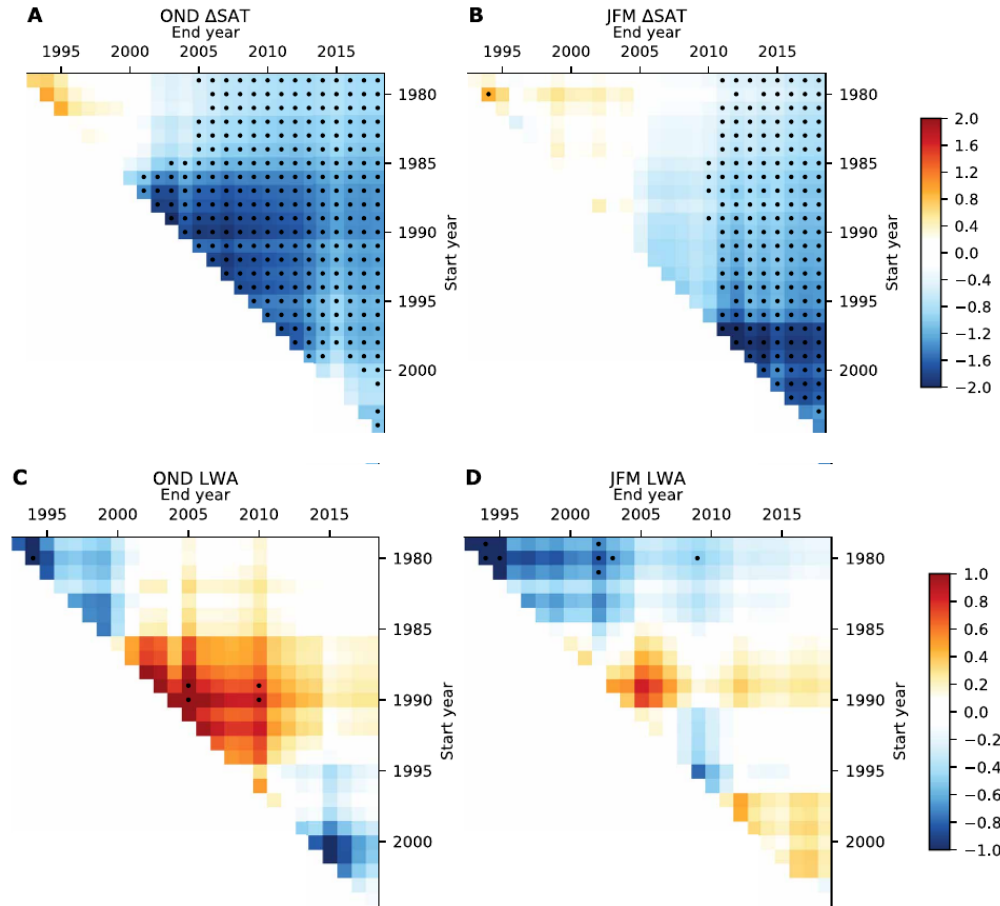 A
OND ΔSAT
End year
1995 2000 2005 2010 2015
1980
1985
1990
1995
2000
Start year
B
JFM ΔSAT
End year
1995 2000 2005 2010 2015
1980
1985
1990
1995
2000
Start year
2.0
1.6
1.2
0.8
0.4
0.0
−0.4
−0.8
−1.2
−1.6
−2.0
C
OND LWA
End year
1995 2000 2005 2010 2015
1980
1985
1990
1995
2000
Start year
D
JFM LWA
End year
1995 2000 2005 2010 2015
1980
1985
1990
1995
2000
Start year
1.0
0.8
0.6
0.4
0.2
0.0
−0.2
−0.4
−0.6
−0.8
−1.0